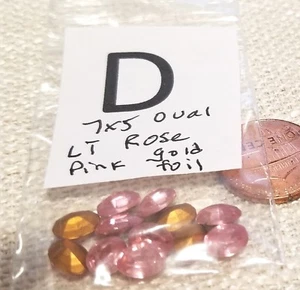 D
7x5 Oval
LT Rose
Pink gold
foil